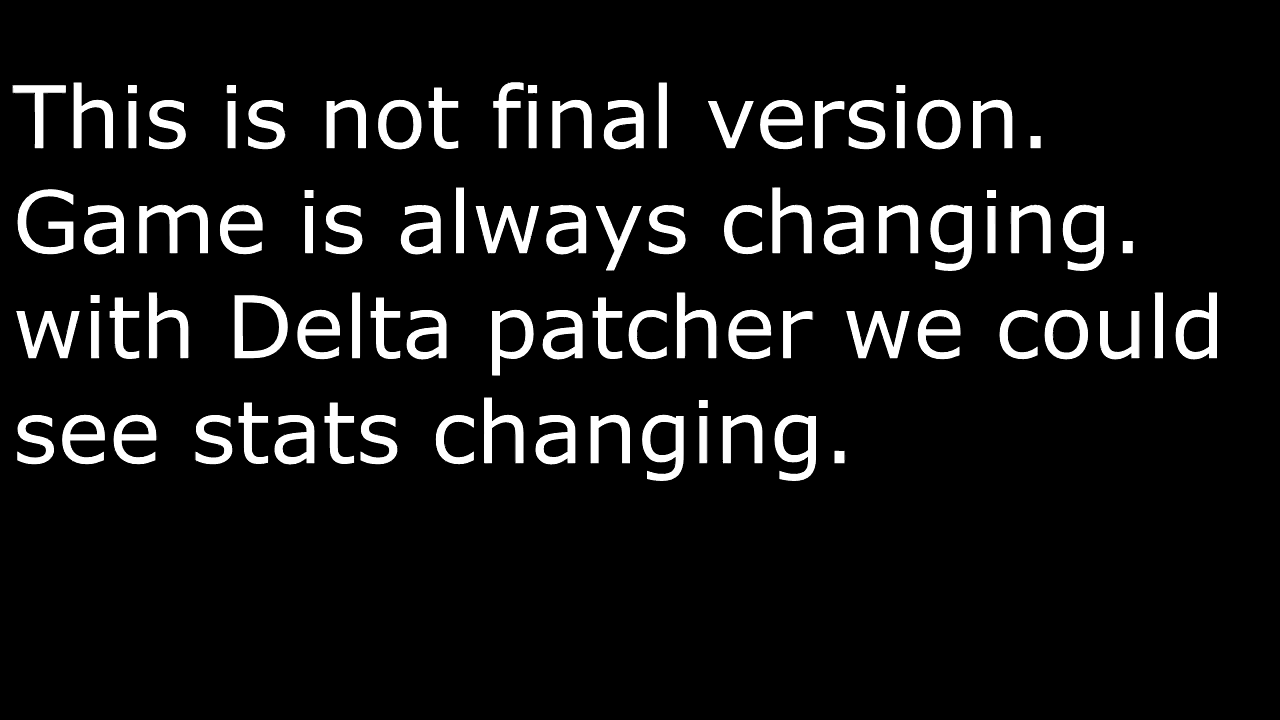 This is not final version.
Game is always changing.
with Delta patcher we could
see stats changing.